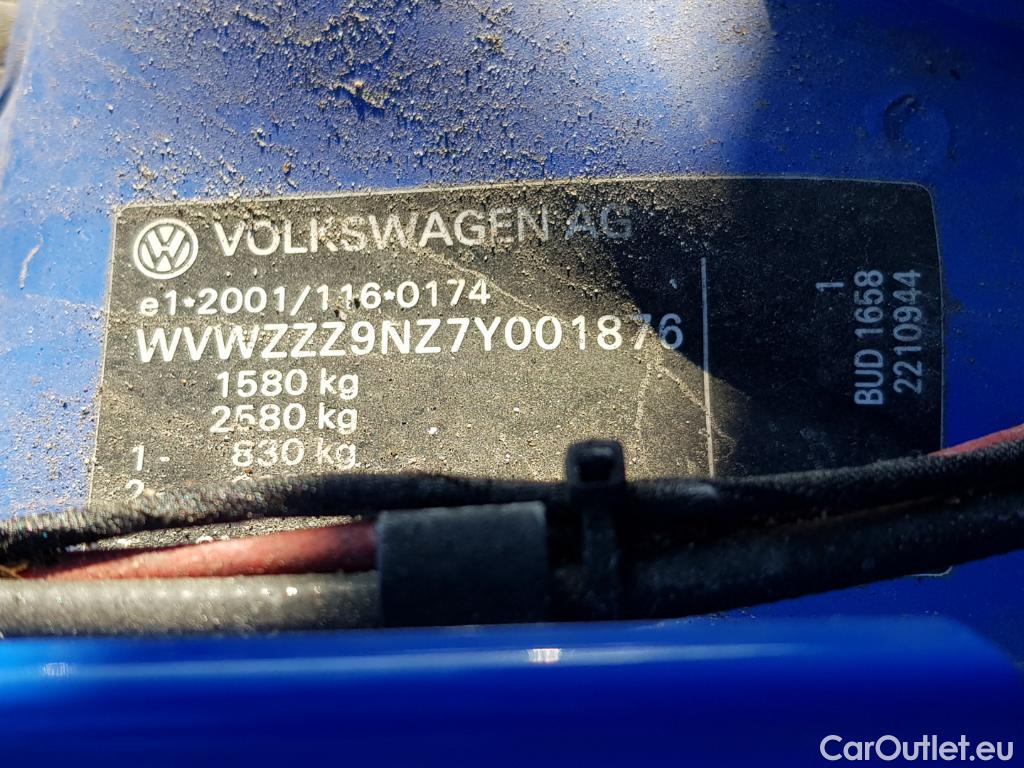 VOLKSWAGEN AG
e1*2001/116*0174
WVWZZZ9NZ7Y001876
1580 kg
2580 kg
1- 830 kg
2-
1
BUD 1658
2210944
CarOutlet.eu